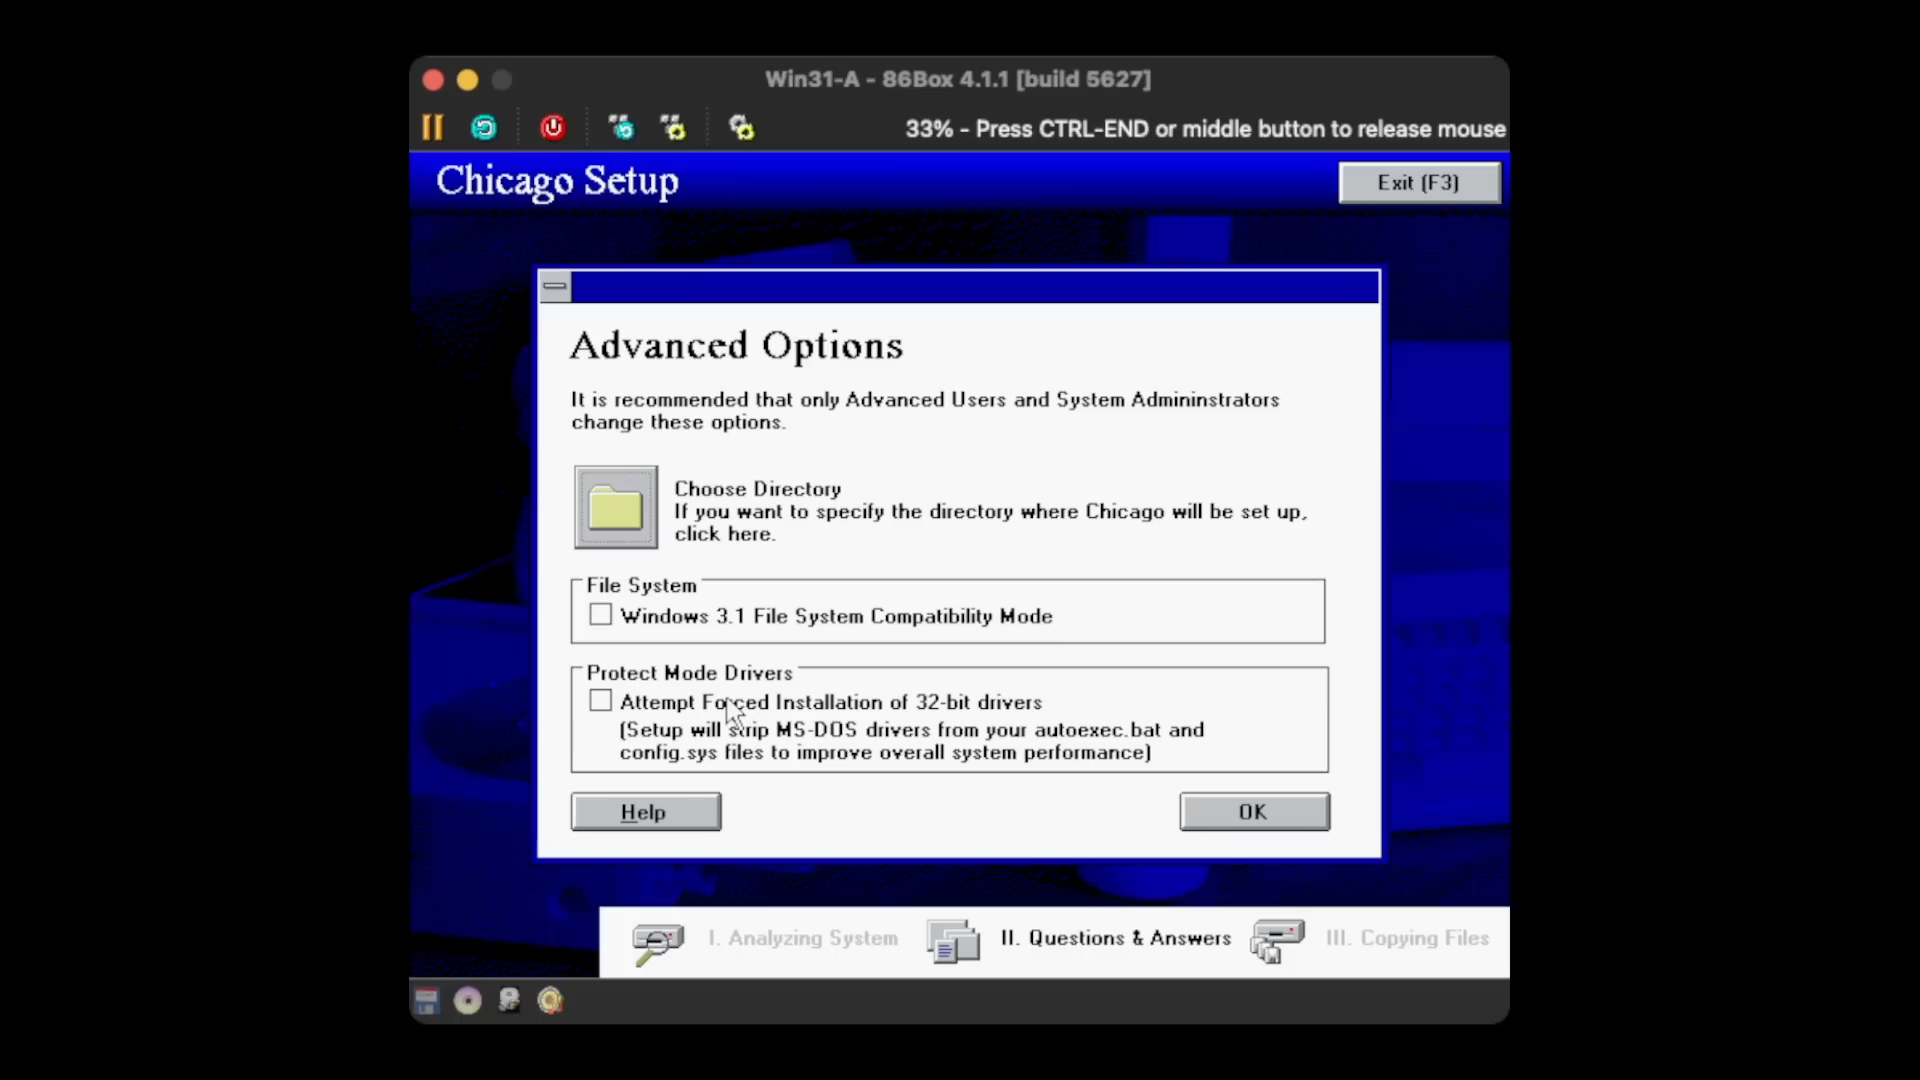 Win31-A - 86Box 4.1.1 [build 5627]
33% - Press CTRL-END or middle button to release mouse
Chicago Setup
Exit (F3)
Advanced Options
It is recommended that only Advanced Users and System Admininstrators
change these options.
Choose Directory
If you want to specify the directory where Chicago will be set up,
click here.
File System
Windows 3.1 File System Compatibility Mode
Protect Mode Drivers
Attempt Forced Installation of 32-bit drivers
(Setup will strip MS-DOS drivers from your autoexec.bat and
config.sys files to improve overall system performance)
Help
OK
I. Analyzing System
II. Questions & Answers
III. Copying Files